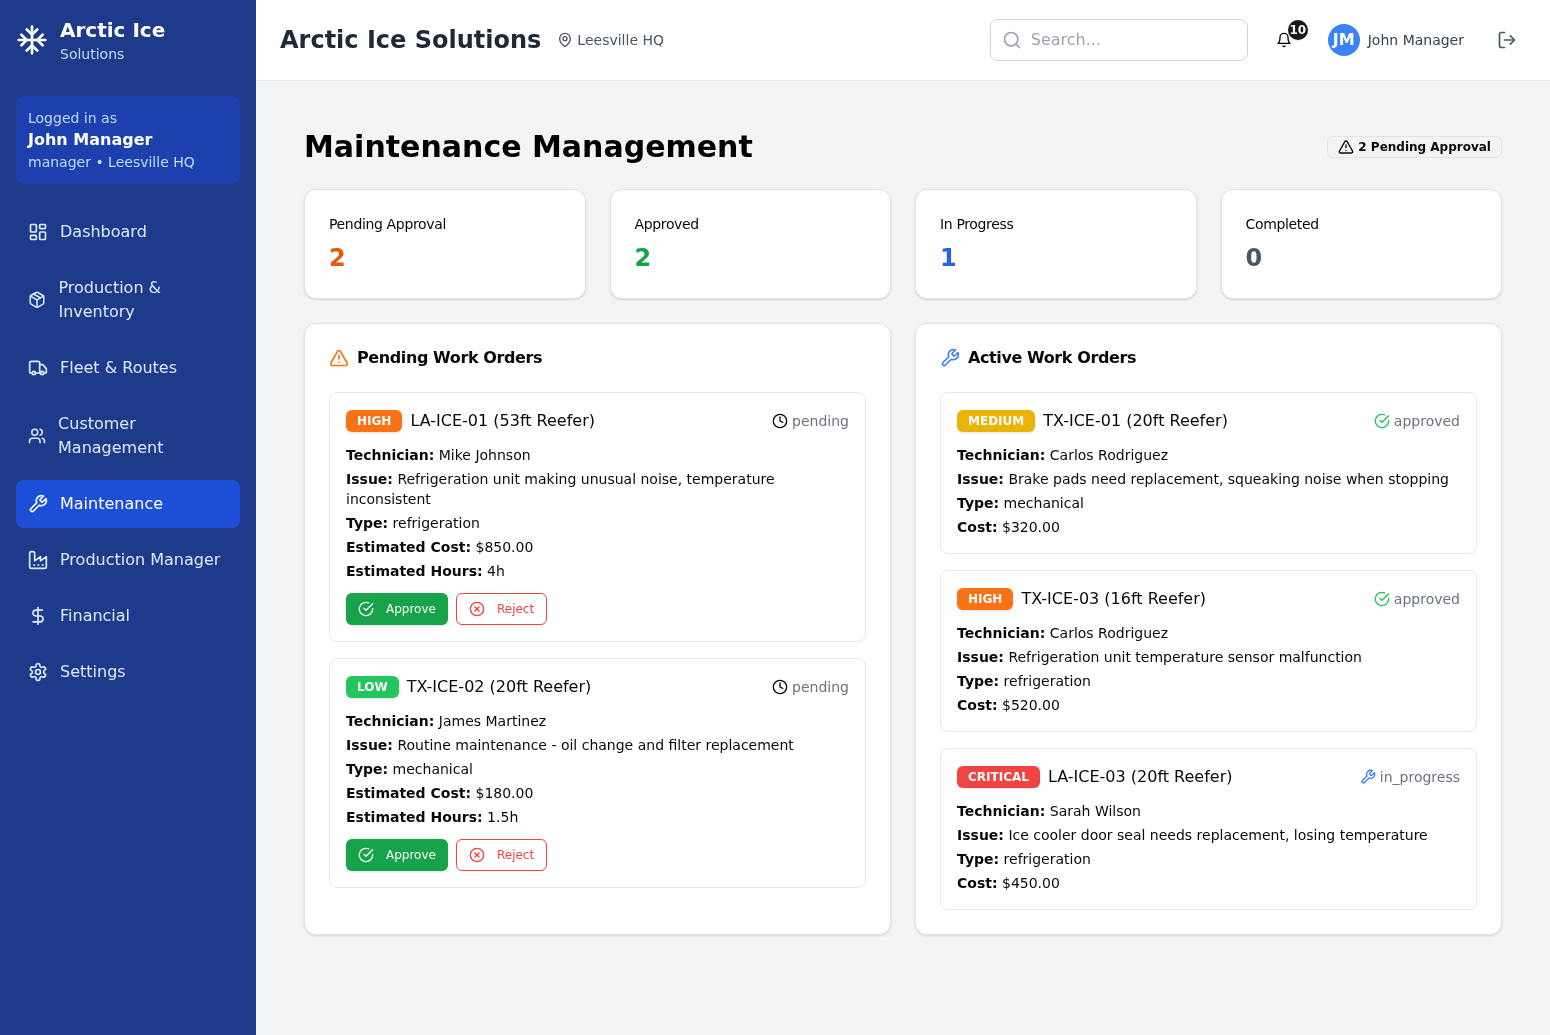 Arctic Ice
Solutions
Logged in as
John Manager
manager • Leesville HQ
Dashboard
Production &
Inventory
Fleet & Routes
Customer
Management
Maintenance
Production Manager
Financial
Settings
Arctic Ice Solutions
Leesville HQ
Search...
10
JM
John Manager
Maintenance Management
2 Pending Approval
Pending Approval
2
Approved
2
In Progress
1
Completed
0
Pending Work Orders
HIGH LA-ICE-01 (53ft Reefer) pending
Technician: Mike Johnson
Issue: Refrigeration unit making unusual noise, temperature
inconsistent
Type: refrigeration
Estimated Cost: $850.00
Estimated Hours: 4h
Approve Reject
LOW TX-ICE-02 (20ft Reefer) pending
Technician: James Martinez
Issue: Routine maintenance - oil change and filter replacement
Type: mechanical
Estimated Cost: $180.00
Estimated Hours: 1.5h
Approve Reject
Active Work Orders
MEDIUM TX-ICE-01 (20ft Reefer) approved
Technician: Carlos Rodriguez
Issue: Brake pads need replacement, squeaking noise when stopping
Type: mechanical
Cost: $320.00
HIGH TX-ICE-03 (16ft Reefer) approved
Technician: Carlos Rodriguez
Issue: Refrigeration unit temperature sensor malfunction
Type: refrigeration
Cost: $520.00
CRITICAL LA-ICE-03 (20ft Reefer) in_progress
Technician: Sarah Wilson
Issue: Ice cooler door seal needs replacement, losing temperature
Type: refrigeration
Cost: $450.00